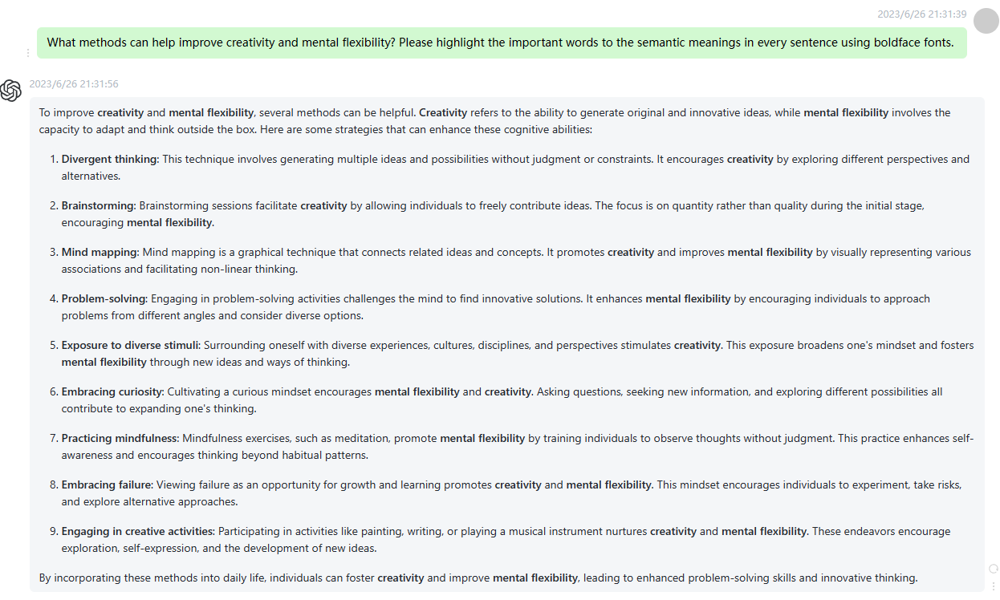 2023/6/26 21:31:39
What methods can help improve creativity and mental flexibility? Please highlight the important words to the semantic meanings in every sentence using boldface fonts.
2023/6/26 21:31:56
To improve creativity and mental flexibility, several methods can be helpful. Creativity refers to the ability to generate original and innovative ideas, while mental flexibility involves the
capacity to adapt and think outside the box. Here are some strategies that can enhance these cognitive abilities:
1. Divergent thinking: This technique involves generating multiple ideas and possibilities without judgment or constraints. It encourages creativity by exploring different perspectives and
alternatives.
2. Brainstorming: Brainstorming sessions facilitate creativity by allowing individuals to freely contribute ideas. The focus is on quantity rather than quality during the initial stage,
encouraging mental flexibility.
3. Mind mapping: Mind mapping is a graphical technique that connects related ideas and concepts. It promotes creativity and improves mental flexibility by visually representing various
associations and facilitating non-linear thinking.
4. Problem-solving: Engaging in problem-solving activities challenges the mind to find innovative solutions. It enhances mental flexibility by encouraging individuals to approach
problems from different angles and consider diverse options.
5. Exposure to diverse stimuli: Surrounding oneself with diverse experiences, cultures, disciplines, and perspectives stimulates creativity. This exposure broadens one's mindset and fosters
mental flexibility through new ideas and ways of thinking.
6. Embracing curiosity: Cultivating a curious mindset encourages mental flexibility and creativity. Asking questions, seeking new information, and exploring different possibilities all
contribute to expanding one's thinking.
7. Practicing mindfulness: Mindfulness exercises, such as meditation, promote mental flexibility by training individuals to observe thoughts without judgment. This practice enhances self-
awareness and encourages thinking beyond habitual patterns.
8. Embracing failure: Viewing failure as an opportunity for growth and learning promotes creativity and mental flexibility. This mindset encourages individuals to experiment, take risks,
and explore alternative approaches.
9. Engaging in creative activities: Participating in activities like painting, writing, or playing a musical instrument nurtures creativity and mental flexibility. These endeavors encourage
exploration, self-expression, and the development of new ideas.
By incorporating these methods into daily life, individuals can foster creativity and improve mental flexibility, leading to enhanced problem-solving skills and innovative thinking.